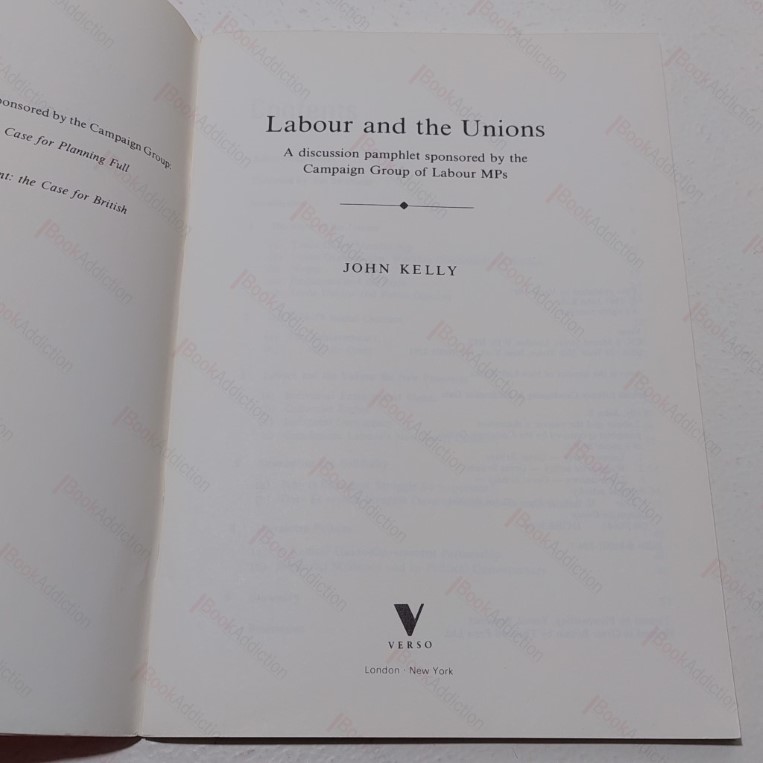 ponsored by the Campaign Group:
Case for Planning Full
nt: the Case for British
Labour and the Unions
A discussion pamphlet sponsored by the
Campaign Group of Labour MPs
JOHN KELLY
V
VERSO
London · New York
BookAddiction